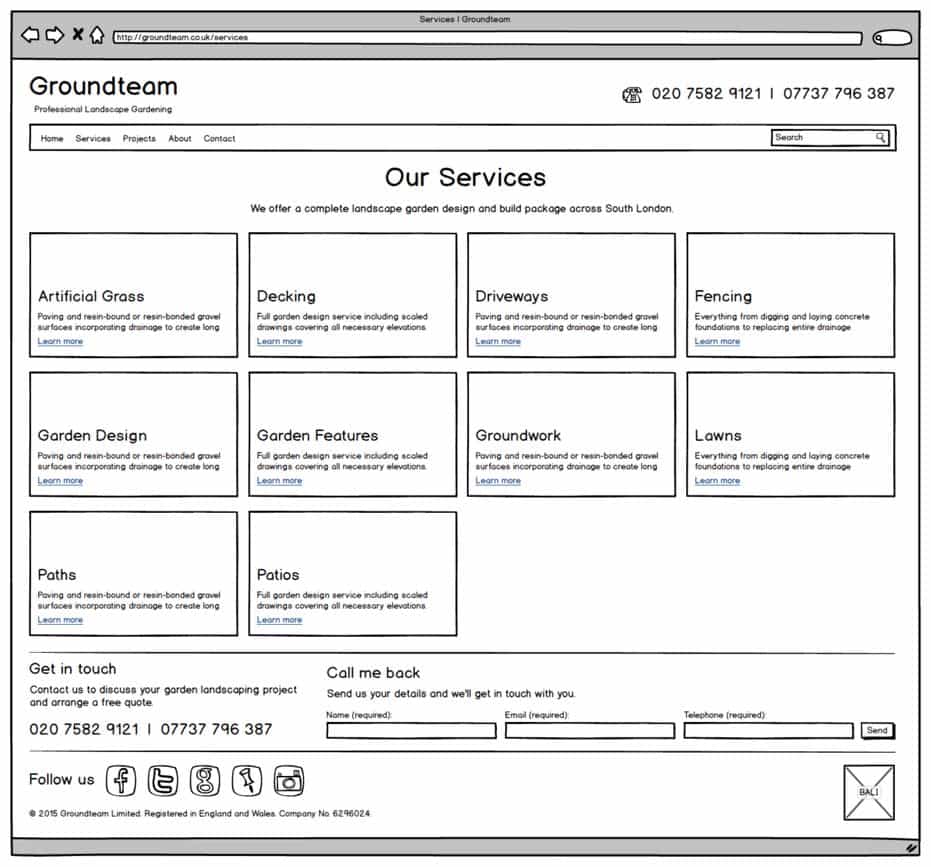 Services | Groundteam
http://groundteam.co.uk/services
Groundteam
Professional Landscape Gardening
020 7582 9121 | 07737 796 387
Home Services Projects About Contact
Search
Our Services
We offer a complete landscape garden design and build package across South London.
Artificial Grass
Paving and resin-bound or resin-bonded gravel
surfaces incorporating drainage to create long
Learn more
Decking
Full garden design service including scaled
drawings covering all necessary elevations.
Learn more
Driveways
Paving and resin-bound or resin-bonded gravel
surfaces incorporating drainage to create long
Learn more
Fencing
Everything from digging and laying concrete
foundations to replacing entire drainage
Learn more
Garden Design
Paving and resin-bound or resin-bonded gravel
surfaces incorporating drainage to create long
Learn more
Garden Features
Full garden design service including scaled
drawings covering all necessary elevations.
Learn more
Groundwork
Paving and resin-bound or resin-bonded gravel
surfaces incorporating drainage to create long
Learn more
Lawns
Everything from digging and laying concrete
foundations to replacing entire drainage
Learn more
Paths
Paving and resin-bound or resin-bonded gravel
surfaces incorporating drainage to create long
Learn more
Patios
Full garden design service including scaled
drawings covering all necessary elevations.
Learn more
Get in touch
Contact us to discuss your garden landscaping project
and arrange a free quote.
020 7582 9121 | 07737 796 387
Call me back
Send us your details and we'll get in touch with you.
Name (required):
Email (required):
Telephone (required):
Send
Follow us
BALI
© 2015 Groundteam Limited. Registered in England and Wales. Company No. 6296024.